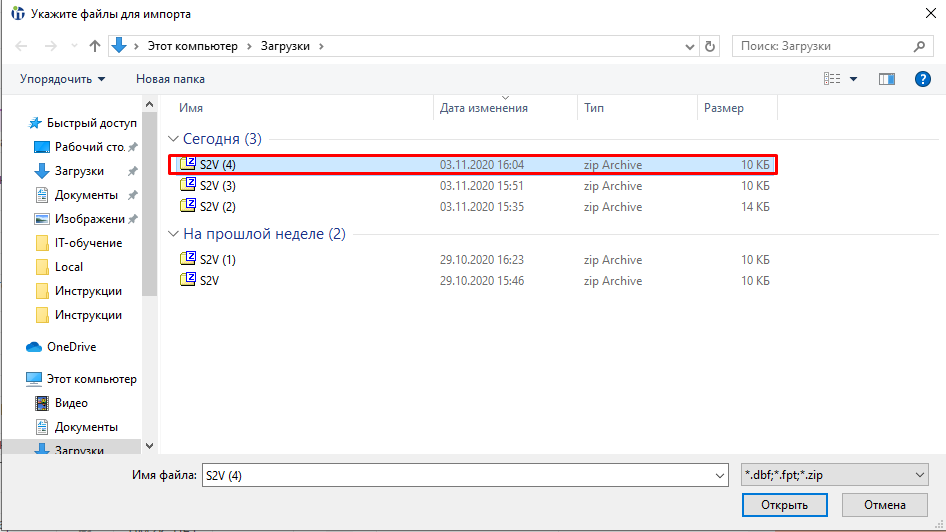 Укажите файлы для импорта
Этот компьютер > Загрузки >
Поиск: Загрузки
Упорядочить
Новая папка
?
Имя
Дата изменения
Тип
Размер
Быстрый доступ
Рабочий сто.
Загрузки
Документы
Изображени
IT-обучение
Local
Инструкции
Инструкции
OneDrive
Этот компьютер
Видео
Документы
Загрузки
Сегодня (3)
S2V (4) 03.11.2020 16:04 zip Archive 10 КБ
S2V (3) 03.11.2020 15:51 zip Archive 10 КБ
S2V (2) 03.11.2020 15:35 zip Archive 14 КБ
На прошлой неделе (2)
S2V (1) 29.10.2020 16:23 zip Archive 10 КБ
S2V 29.10.2020 15:46 zip Archive 10 КБ
Имя файла: S2V (4)
*.dbf;*.fpt;*.zip
Открыть
Отмена